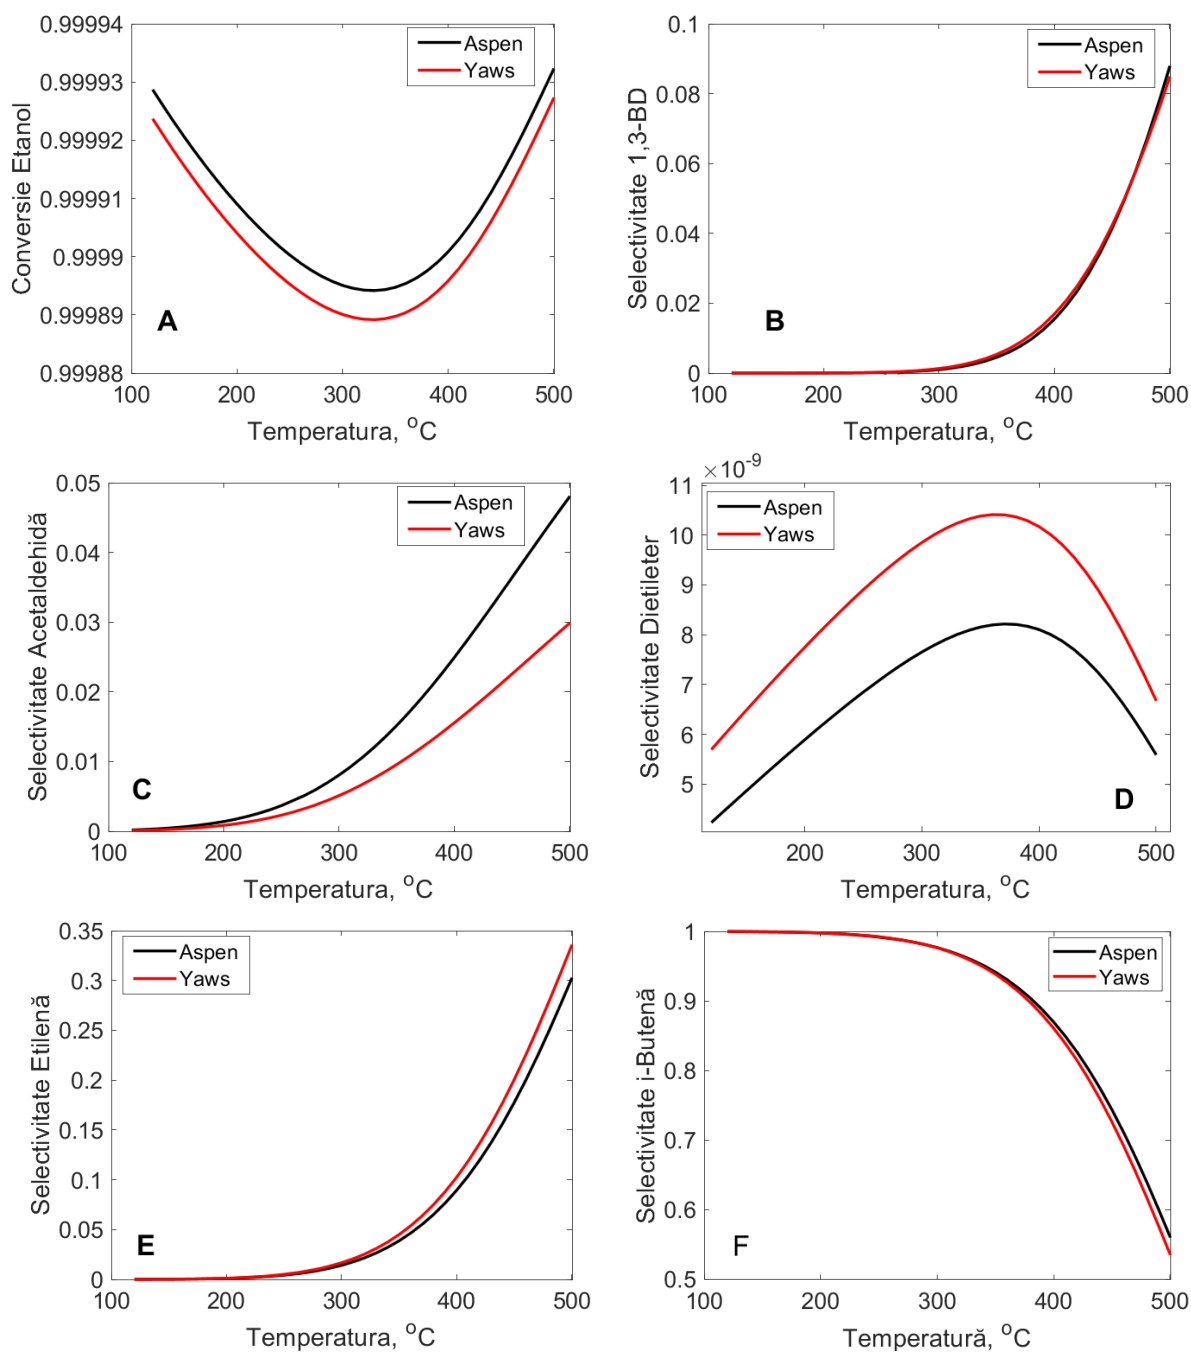 0.99994
0.99993
0.99992
0.99991
0.9999
0.99989
0.99988
Conversie Etanol
Aspen
Yaws
A
100 200 300 400 500
Temperatura, °C
0.1
0.08
0.06
0.04
0.02
0
Selectivitate 1,3-BD
Aspen
Yaws
B
100 200 300 400 500
Temperatura, °C
0.05
0.04
0.03
0.02
0.01
0
Selectivitate Acetaldehidă
Aspen
Yaws
C
100 200 300 400 500
Temperatura, °C
×10⁻⁹
11
10
9
8
7
6
5
Selectivitate Dietileter
Aspen
Yaws
D
200 300 400 500
Temperatura, °C
0.35
0.3
0.25
0.2
0.15
0.1
0.05
0
Selectivitate Etilenă
Aspen
Yaws
E
100 200 300 400 500
Temperatura, °C
1
0.9
0.8
0.7
0.6
0.5
Selectivitate i-Butenă
Aspen
Yaws
F
100 200 300 400 500
Temperatură, °C